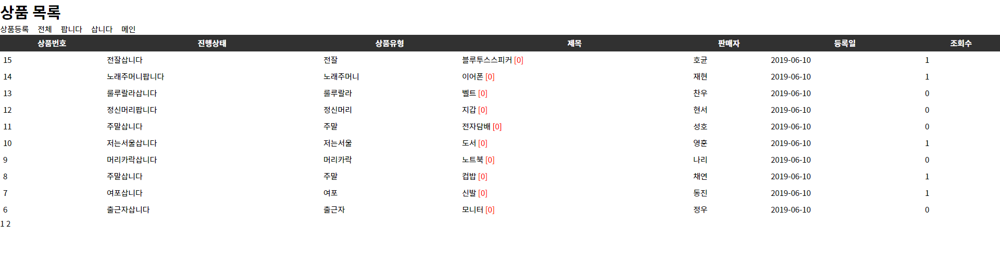 상품 목록
상품등록 전체 팝니다 삽니다 메인
상품번호 진행상태 상품유형 제목 판매자 등록일 조회수
15 전잘삽니다 전잘 블루투스스피커 [0] 호균 2019-06-10 1
14 노래주머니팝니다 노래주머니 이어폰 [0] 재현 2019-06-10 1
13 룰루랄라삽니다 룰루랄라 벨트 [0] 찬우 2019-06-10 0
12 정신머리팝니다 정신머리 지갑 [0] 현서 2019-06-10 0
11 주말삽니다 주말 전자담배 [0] 성호 2019-06-10 0
10 저는서울삽니다 저는서울 도서 [0] 영훈 2019-06-10 1
9 머리카락삽니다 머리카락 노트북 [0] 나리 2019-06-10 0
8 주말삽니다 주말 컵밥 [0] 채연 2019-06-10 1
7 여포삽니다 여포 신발 [0] 동진 2019-06-10 1
6 출근자삽니다 출근자 모니터 [0] 정우 2019-06-10 0
1 2